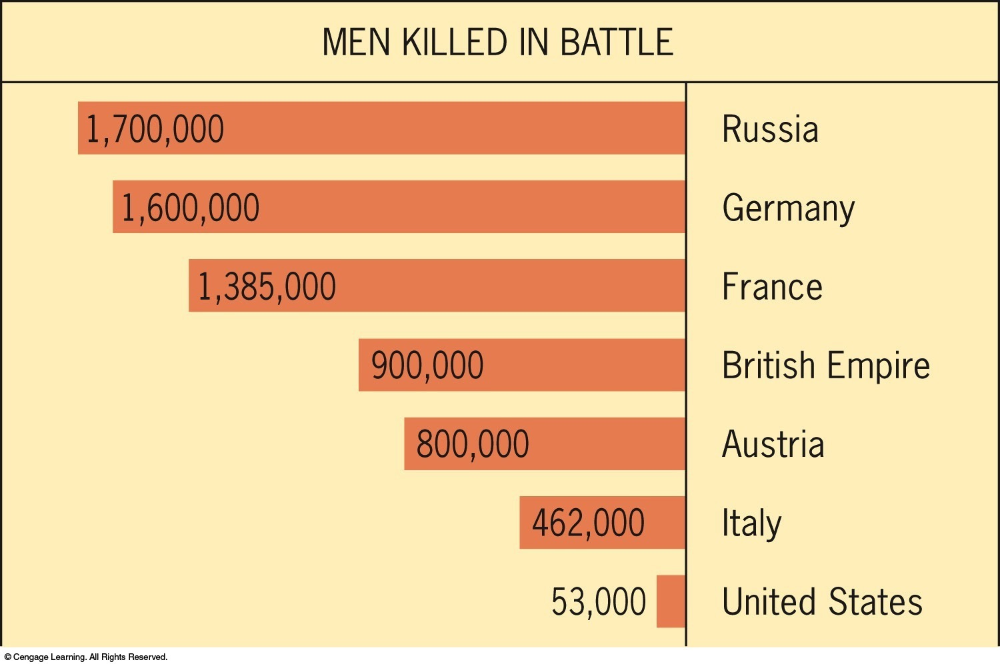 MEN KILLED IN BATTLE
1,700,000 Russia
1,600,000 Germany
1,385,000 France
900,000 British Empire
800,000 Austria
462,000 Italy
53,000 United States
© Cengage Learning. All Rights Reserved.